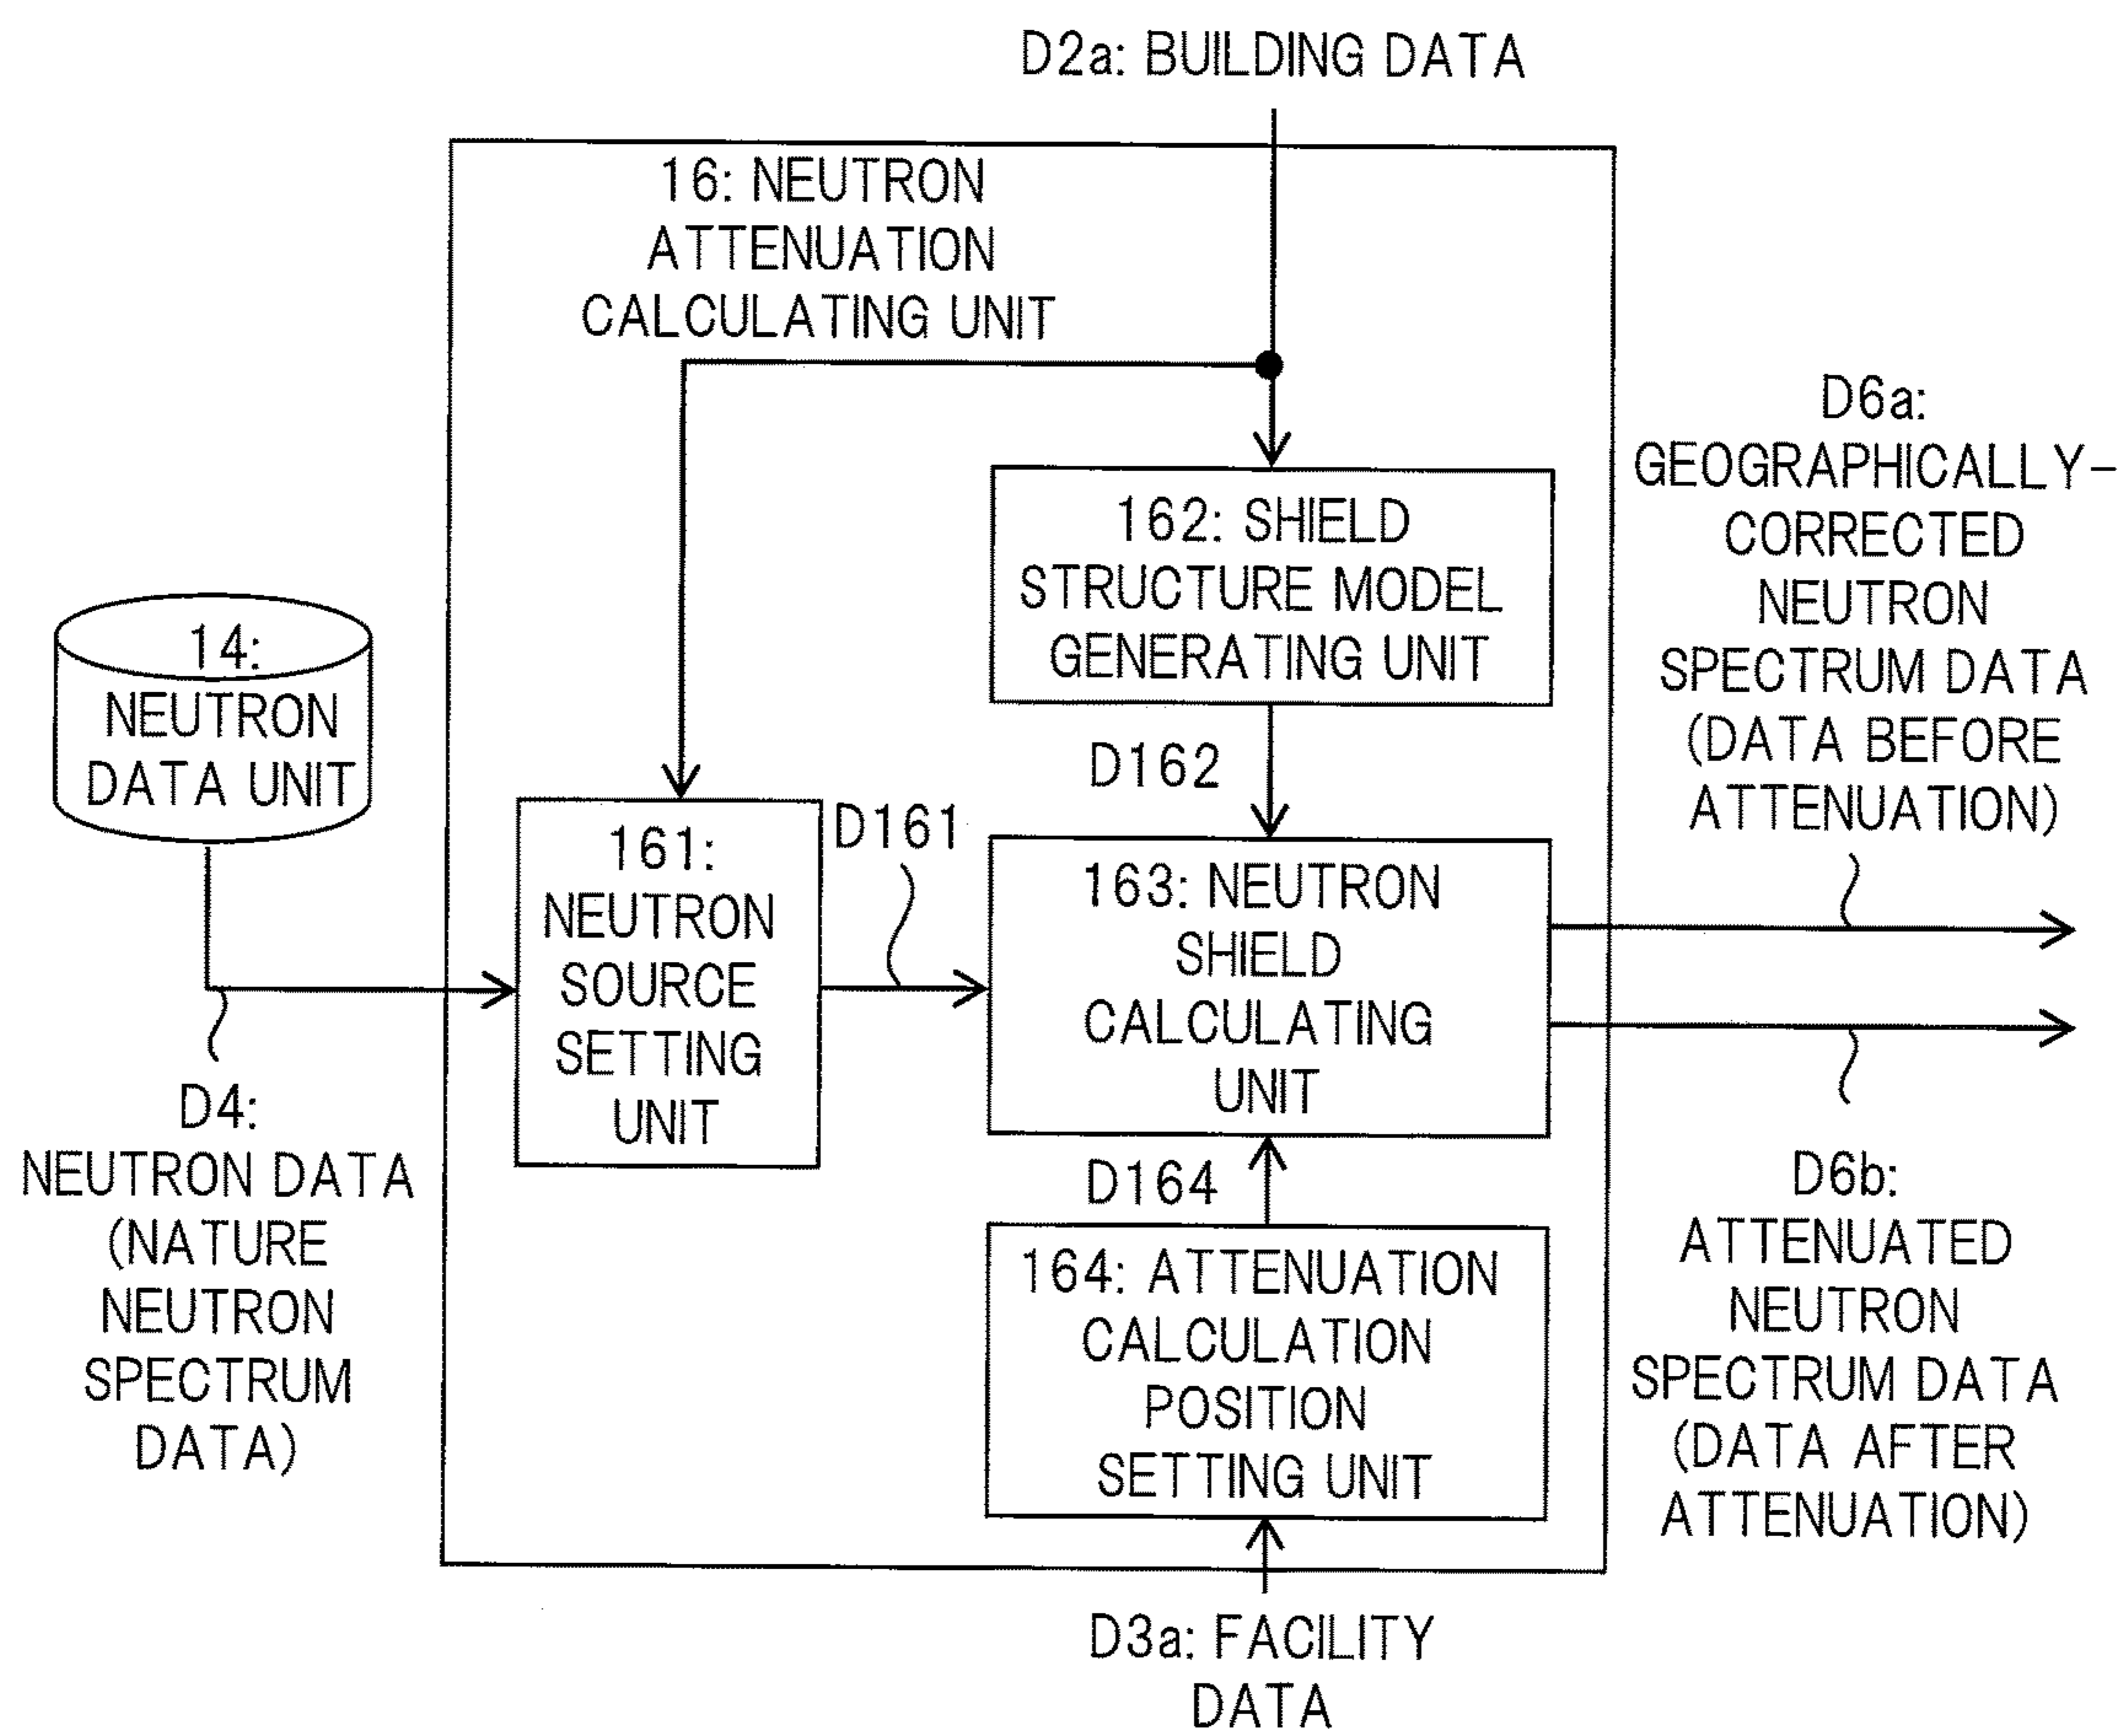 D2a: BUILDING DATA
16: NEUTRON
ATTENUATION
CALCULATING UNIT
D6a:
GEOGRAPHICALLY-
CORRECTED
NEUTRON
SPECTRUM DATA
(DATA BEFORE
ATTENUATION)
162: SHIELD
STRUCTURE MODEL
GENERATING UNIT
14:
NEUTRON
DATA UNIT
D162
D161
161:
NEUTRON
SOURCE
SETTING
UNIT
163: NEUTRON
SHIELD
CALCULATING
UNIT
D4:
NEUTRON DATA
(NATURE
NEUTRON
SPECTRUM
DATA)
D164
164: ATTENUATION
CALCULATION
POSITION
SETTING UNIT
D6b:
ATTENUATED
NEUTRON
SPECTRUM DATA
(DATA AFTER
ATTENUATION)
D3a: FACILITY
DATA